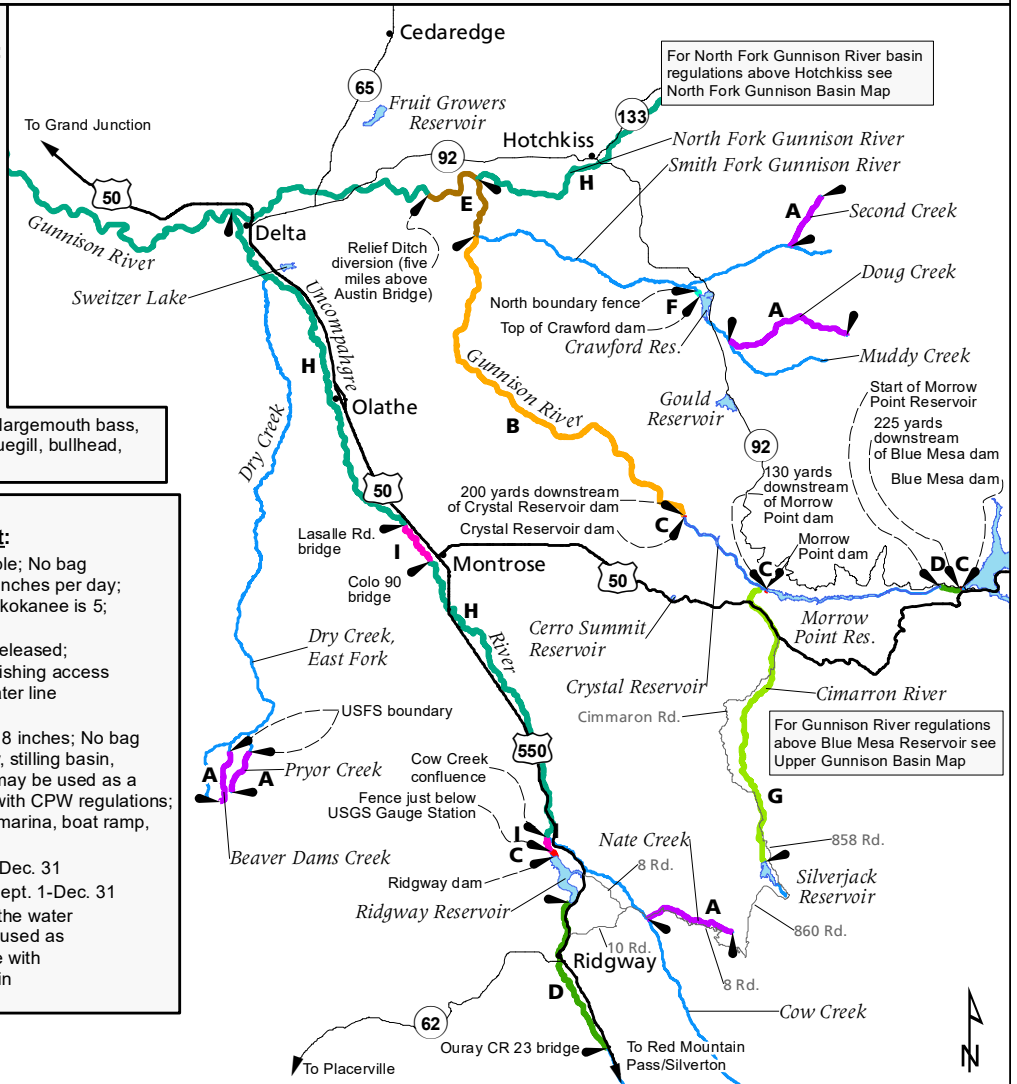 Cedaredge
For North Fork Gunnison River basin
regulations above Hotchkiss see
North Fork Gunnison Basin Map
65
Fruit Growers
Reservoir
To Grand Junction
133
Hotchkiss
92
North Fork Gunnison River
Smith Fork Gunnison River
50
H
E
A
Second Creek
Gunnison River
Delta
Relief Ditch
diversion (five
miles above
Austin Bridge)
Doug Creek
Sweitzer Lake
North boundary fence
F
A
Top of Crawford dam
Crawford Res.
Uncompahgre
Muddy Creek
H
Gunnison River
Start of Morrow
Point Reservoir
Olathe
Gould
Reservoir
225 yards
downstream
of Blue Mesa dam
largemouth bass,
uegill, bullhead,
B
Dry Creek
92
Blue Mesa dam
130 yards
downstream
of Morrow
Point dam
50
200 yards downstream
of Crystal Reservoir dam
Crystal Reservoir dam
C
t:
ble; No bag
inches per day;
kokanee is 5;
eleased;
ishing access
ater line
8 inches; No bag
, stilling basin,
may be used as a
with CPW regulations;
marina, boat ramp,
Dec. 31
ept. 1-Dec. 31
the water
used as
e with
in
Lasalle Rd.
bridge
I
Morrow
Point dam
Montrose
Colo 90
bridge
50
C
D
C
H
Cerro Summit
Reservoir
Morrow
Point Res.
Dry Creek,
East Fork
River
Crystal Reservoir
Cimarron River
Cimmaron Rd.
USFS boundary
For Gunnison River regulations
above Blue Mesa Reservoir see
Upper Gunnison Basin Map
550
A
A
Pryor Creek
Cow Creek
confluence
Fence just below
USGS Gauge Station
G
I
I
C
Nate Creek
858 Rd.
Beaver Dams Creek
8 Rd.
Ridgway dam
Silverjack
Reservoir
Ridgway Reservoir
A
860 Rd.
10 Rd.
Ridgway
8 Rd.
D
Cow Creek
62
Ouray CR 23 bridge
To Red Mountain
Pass/Silverton
To Placerville
N